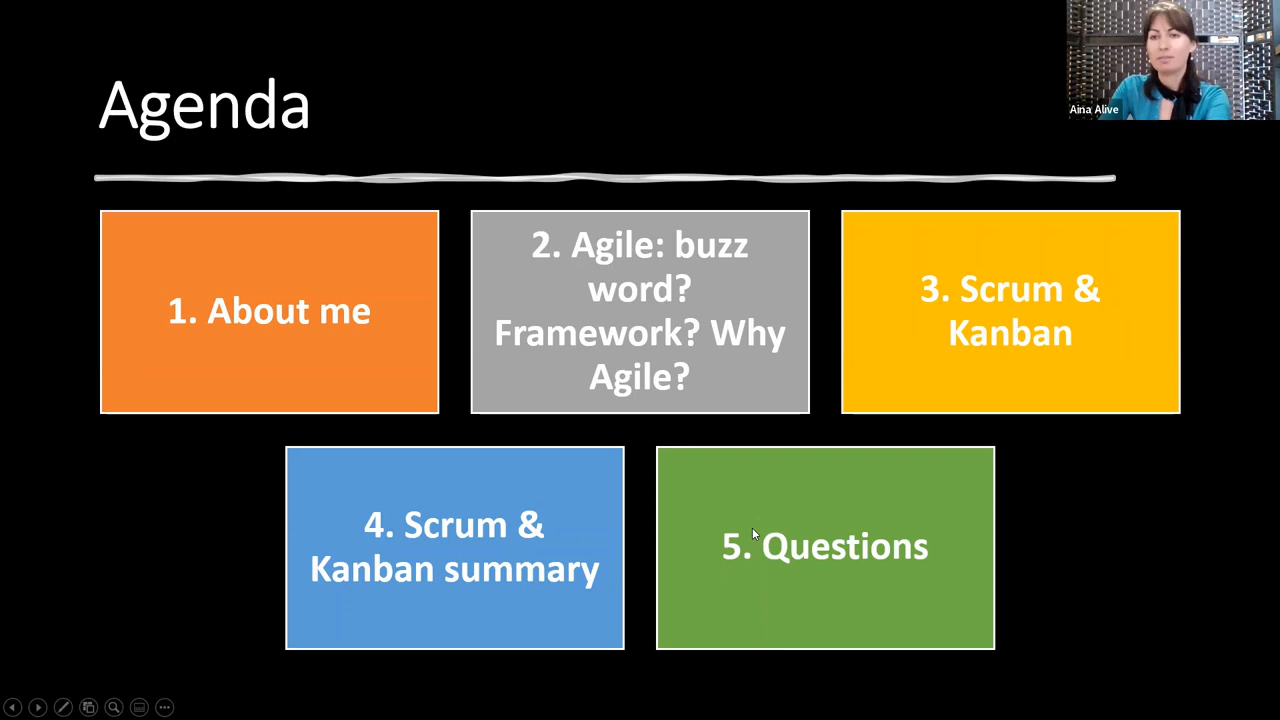 Agenda
Aina Alive
1. About me
2. Agile: buzz
word?
Framework? Why
Agile?
3. Scrum &
Kanban
4. Scrum &
Kanban summary
5. Questions